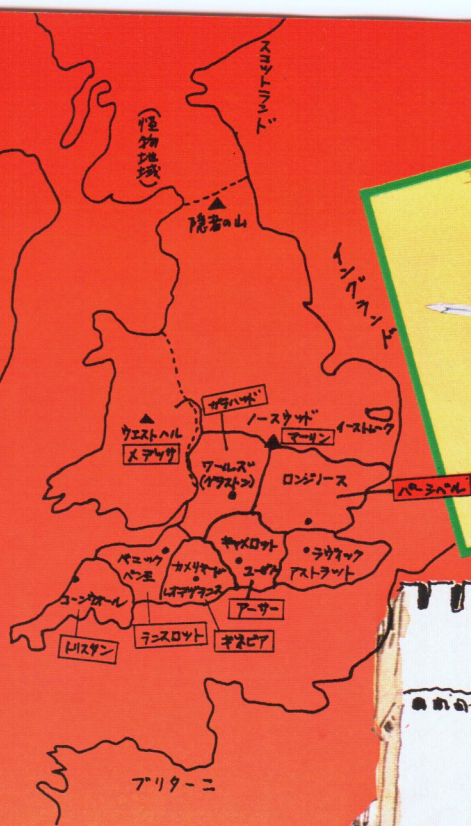 スコットランド
(怪物地域)
隠者の山
イングランド
ガラハッド
ノースウッド
マーリン
イーストレーク
ウエストヘル
メデッサ
ワールズ
(グラストン)
ロンジノース
ペーシベル
キャメロット
ユーゼル
ラヴィック
アストラット
ベニック
ベン王
カメリヤード
レオデグランス
コーンウォール
アーサー
トリスタン
ランスロット
ギネビア
ブリターニ